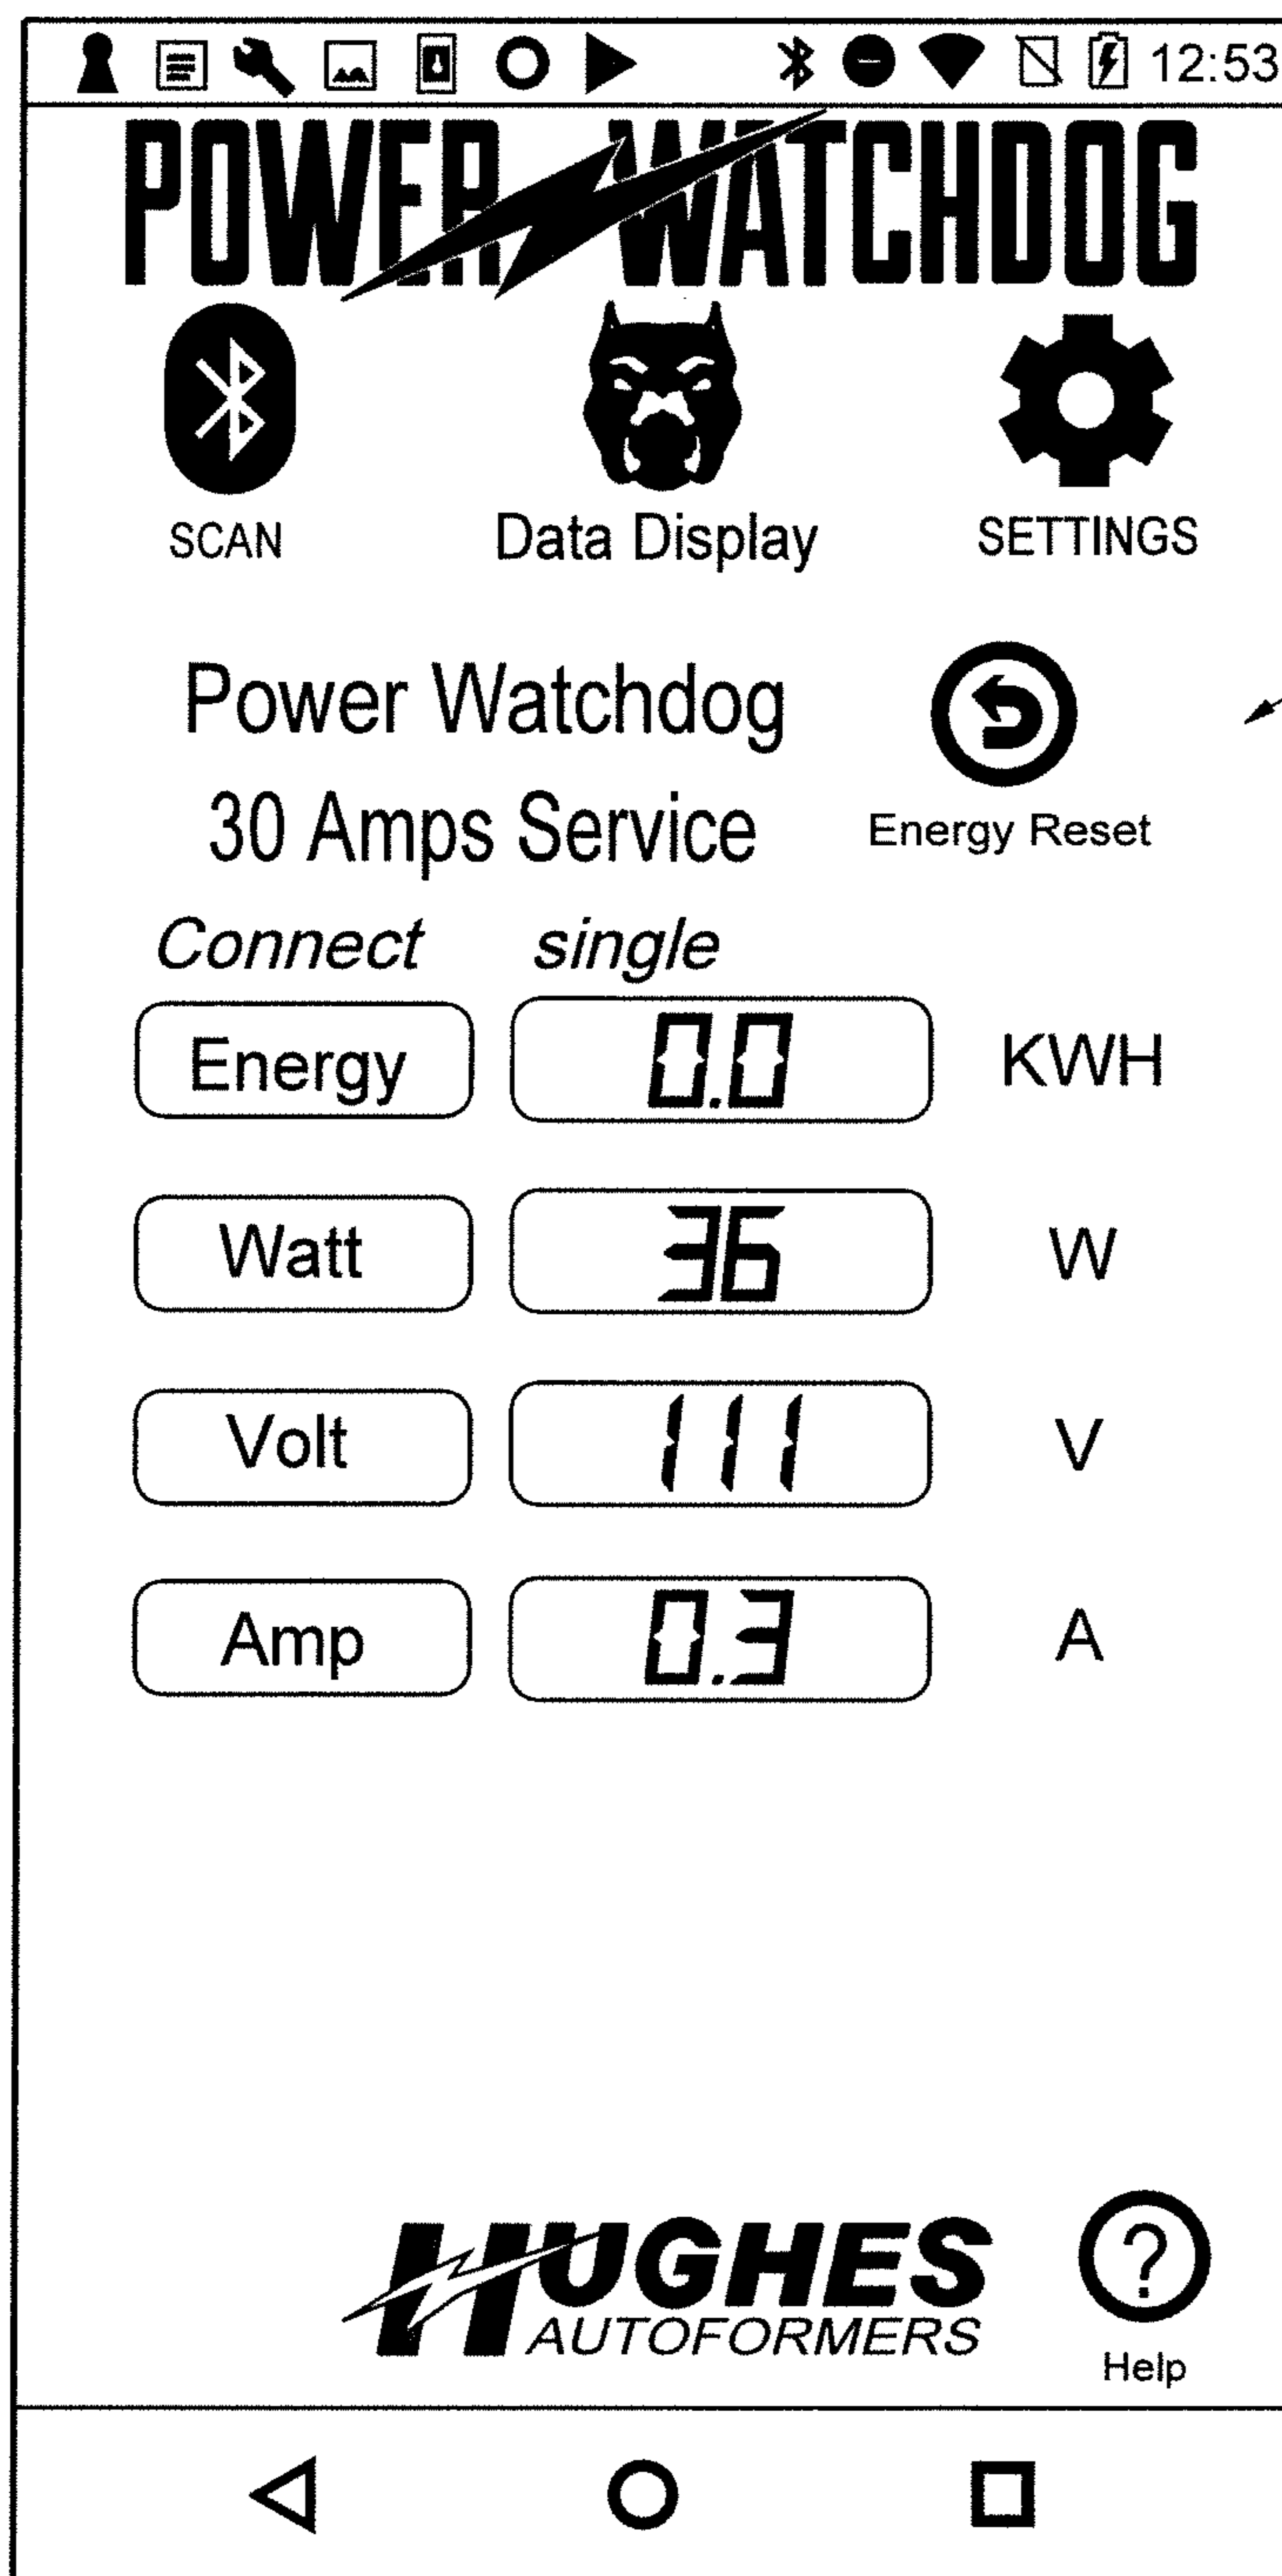 12:53
POWER WATCHDOG
SCAN Data Display SETTINGS
Power Watchdog
30 Amps Service
Energy Reset
Connect single
Energy 0.0 KWH
Watt 36 W
Volt 111 V
Amp 0.3 A
HUGHES
AUTOFORMERS
?
Help